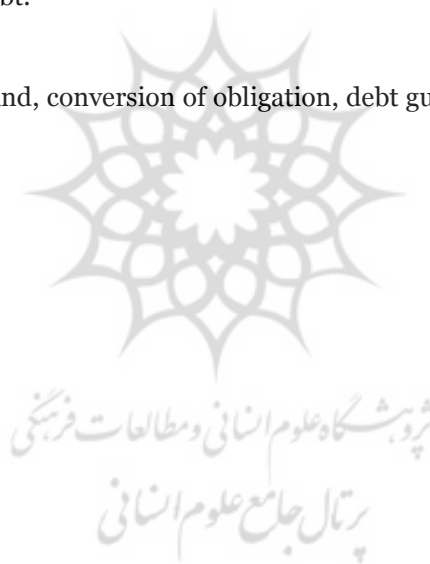 bt.
nd, conversion of obligation, debt gu
پژوهشگاه علوم انسانی و مطالعات فرهنگی
پرتال جامع علوم انسانی